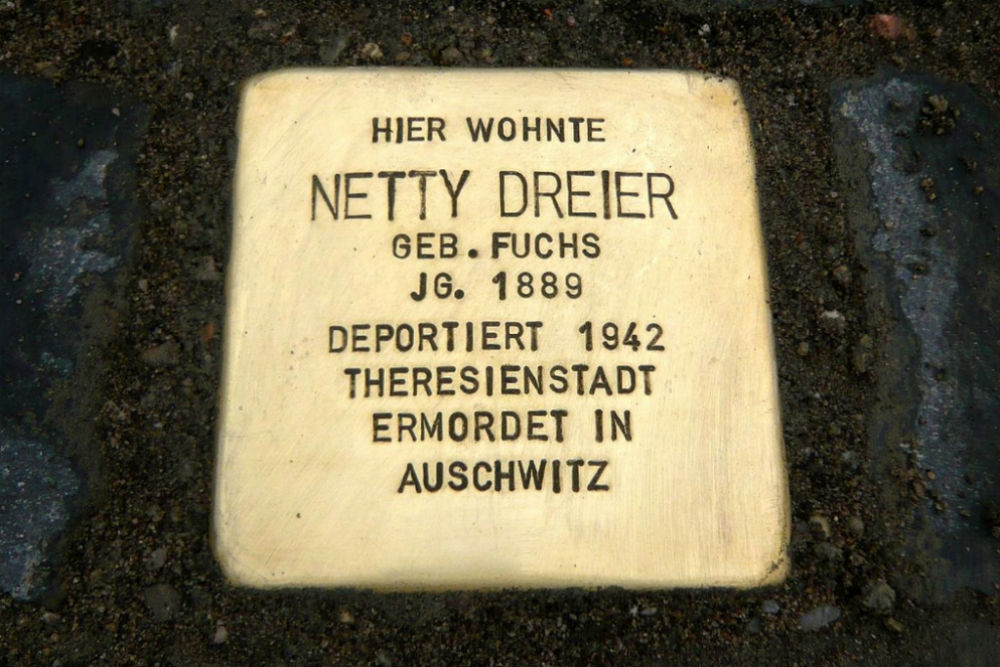 HIER WOHNTE
NETTY DREIER
GEB. FUCHS
JG. 1889
DEPORTIERT 1942
THERESIENSTADT
ERMORDET IN
AUSCHWITZ